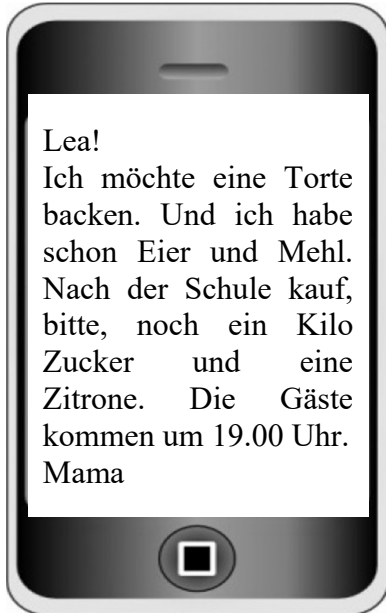 Lea!
Ich möchte eine Torte
backen. Und ich habe
schon Eier und Mehl.
Nach der Schule kauf,
bitte, noch ein Kilo
Zucker und eine
Zitrone. Die Gäste
kommen um 19.00 Uhr.
Mama